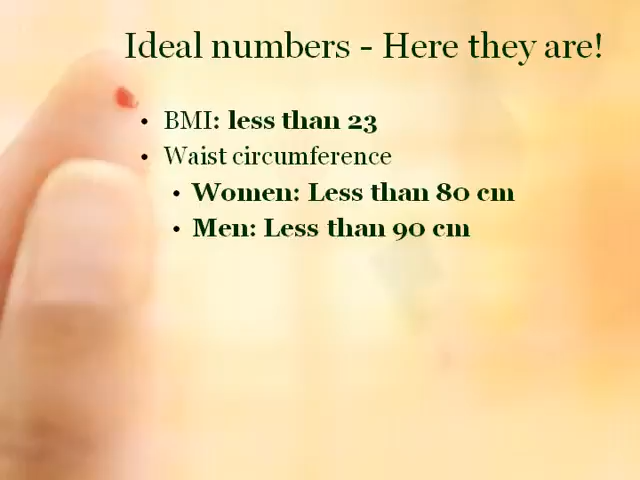 Ideal numbers - Here they are!
• BMI: less than 23
• Waist circumference
• Women: Less than 80 cm
• Men: Less than 90 cm